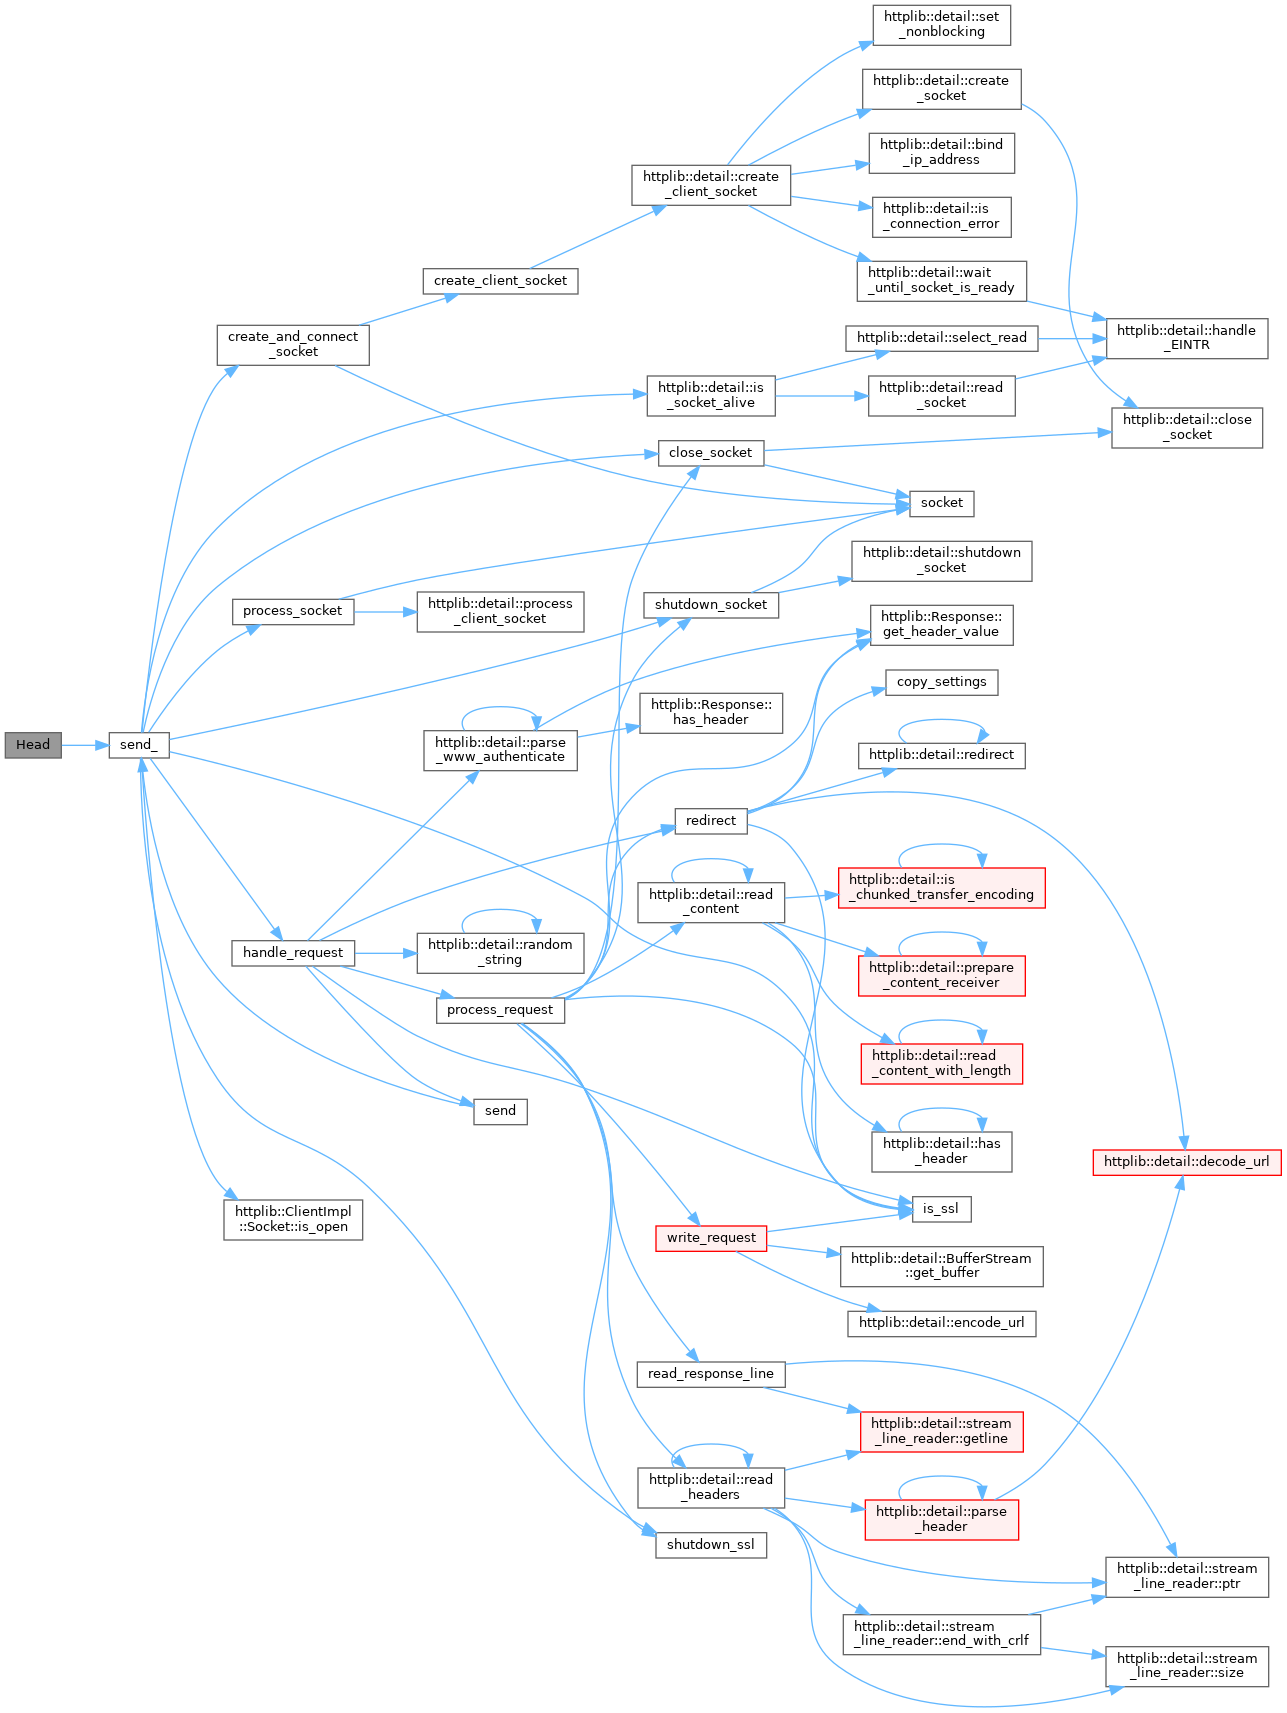 httplib::detail::set
_nonblocking
httplib::detail::create
_socket
httplib::detail::bind
_ip_address
httplib::detail::create
_client_socket
httplib::detail::is
_connection_error
httplib::detail::wait
_until_socket_is_ready
create_client_socket
httplib::detail::handle
_EINTR
create_and_connect
_socket
httplib::detail::select_read
httplib::detail::is
_socket_alive
httplib::detail::read
_socket
httplib::detail::close
_socket
close_socket
socket
httplib::detail::shutdown
_socket
process_socket
httplib::detail::process
_client_socket
shutdown_socket
httplib::Response::
get_header_value
copy_settings
httplib::Response::
has_header
Head
send_
httplib::detail::parse
_www_authenticate
httplib::detail::redirect
redirect
httplib::detail::read
_content
httplib::detail::is
_chunked_transfer_encoding
handle_request
httplib::detail::random
_string
httplib::detail::prepare
_content_receiver
process_request
httplib::detail::read
_content_with_length
send
httplib::detail::has
_header
httplib::detail::decode_url
httplib::ClientImpl
::Socket::is_open
is_ssl
write_request
httplib::detail::BufferStream
::get_buffer
httplib::detail::encode_url
read_response_line
httplib::detail::stream
_line_reader::getline
httplib::detail::read
_headers
httplib::detail::parse
_header
shutdown_ssl
httplib::detail::stream
_line_reader::ptr
httplib::detail::stream
_line_reader::end_with_crlf
httplib::detail::stream
_line_reader::size